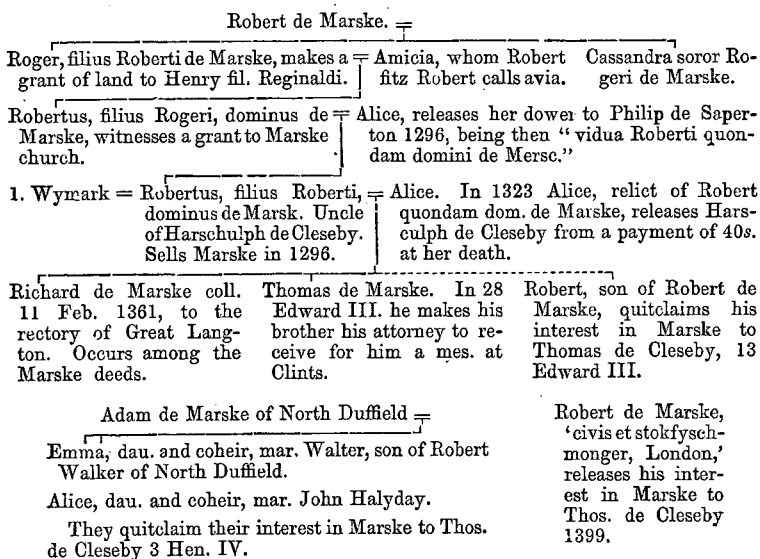 Robert de Marske. =
Roger, filius Roberti de Marske, makes a
grant of land to Henry fil. Reginaldi.
= Amicia, whom Robert
fitz Robert calls avia.
Cassandra soror Ro-
geri de Marske.
Robertus, filius Rogeri, dominus de
Marske, witnesses a grant to Marske
church.
= Alice, releases her dower to Philip de Saper-
ton 1296, being then "vidua Roberti quon-
dam domini de Mersc."
1. Wymark =
Robertus, filius Roberti,
dominus de Marsk. Uncle
of Harschulph de Cleseby.
Sells Marske in 1296.
= Alice. In 1323 Alice, relict of Robert
quondam dom. de Marske, releases Hars-
culph de Cleseby from a payment of 40s.
at her death.
Richard de Marske coll.
11 Feb. 1361, to the
rectory of Great Lang-
ton. Occurs among the
Marske deeds.
Thomas de Marske. In 28
Edward III. he makes his
brother his attorney to re-
ceive for him a mes. at
Clints.
Robert, son of Robert de
Marske, quitclaims his
interest in Marske to
Thomas de Cleseby, 13
Edward III.
Adam de Marske of North Duffield =
Emma, dau. and coheir, mar. Walter, son of Robert
Walker of North Duffield.
Alice, dau. and coheir, mar. John Halyday.
They quitclaim their interest in Marske to Thos.
de Cleseby 3 Hen. IV.
Robert de Marske,
'civis et stokfysch-
monger, London,'
releases his inter-
est in Marske to
Thos. de Cleseby
1399.